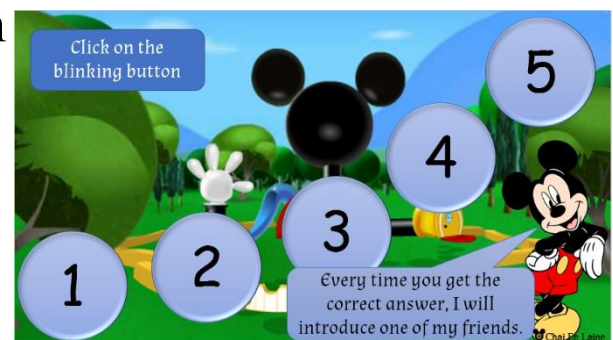 Click on the
blinking button
5
4
3
2
1
Every time you get the
correct answer, I will
introduce one of my friends.